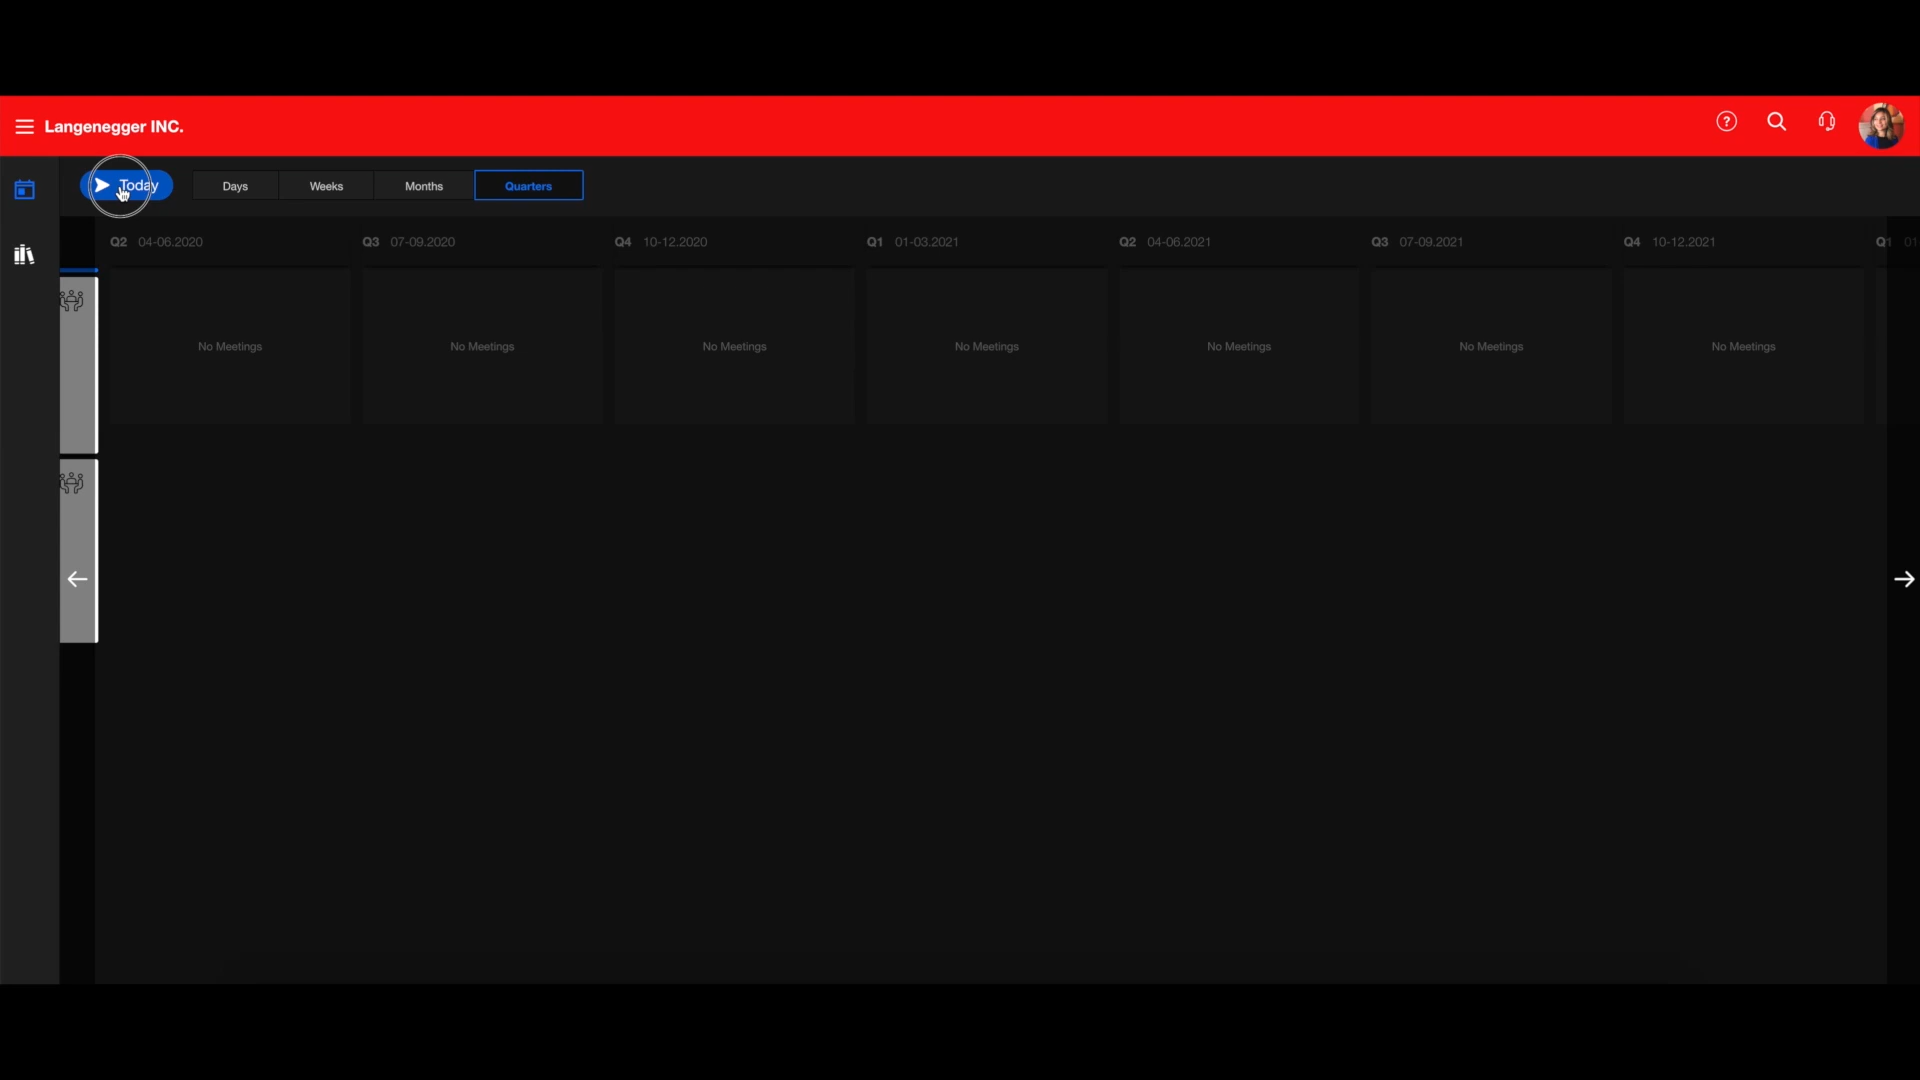 Langenegger INC.
?
Today
Days
Weeks
Months
Quarters
Q2 04-06.2020
Q3 07-09.2020
Q4 10-12.2020
Q1 01-03.2021
Q2 04-06.2021
Q3 07-09.2021
Q4 10-12.2021
Q1 01
No Meetings
No Meetings
No Meetings
No Meetings
No Meetings
No Meetings
No Meetings